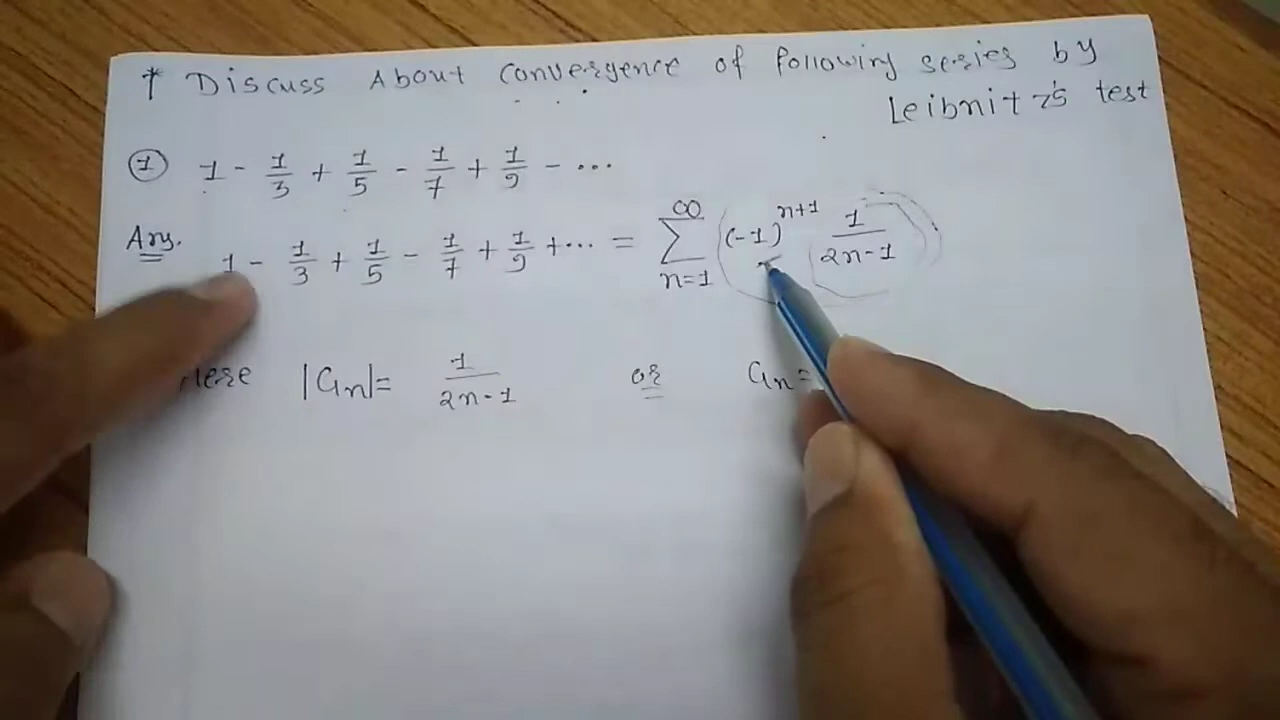 * Discuss About Convergence of following series by
Leibnitz's test
① 1 - 1/3 + 1/5 - 1/7 + 1/9 - ...
Ans. 1 - 1/3 + 1/5 - 1/7 + 1/9 + ... = ∑_{n=1}^{∞} ((-1)^{n+1} 1/(2n-1))
Here |an| = 1/(2n-1) or an =